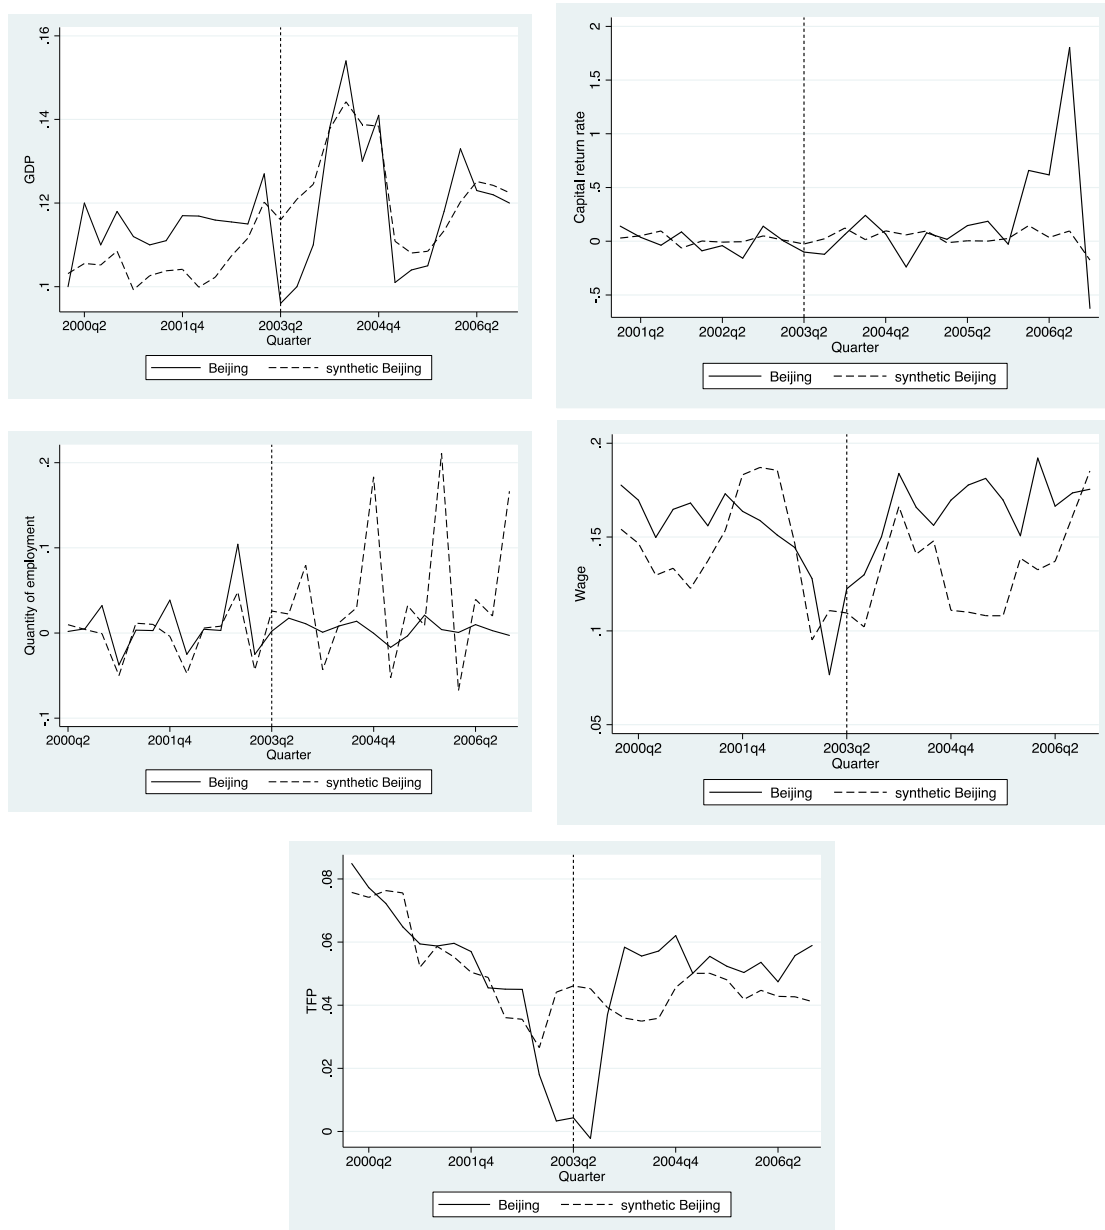 GDP
.16
.14
.12
.1
2000q2 2001q4 2003q2 2004q4 2006q2
Quarter
Beijing synthetic Beijing
Capital return rate
2
1.5
1
.5
0
-.5
2001q2 2002q2 2003q2 2004q2 2005q2 2006q2
Quarter
Beijing synthetic Beijing
Quantity of employment
.2
.1
0
-.1
2000q2 2001q4 2003q2 2004q4 2006q2
Quarter
Beijing synthetic Beijing
Wage
.2
.15
.1
.05
2000q2 2001q4 2003q2 2004q4 2006q2
Quarter
Beijing synthetic Beijing
TFP
.08
.06
.04
.02
0
2000q2 2001q4 2003q2 2004q4 2006q2
Quarter
Beijing synthetic Beijing